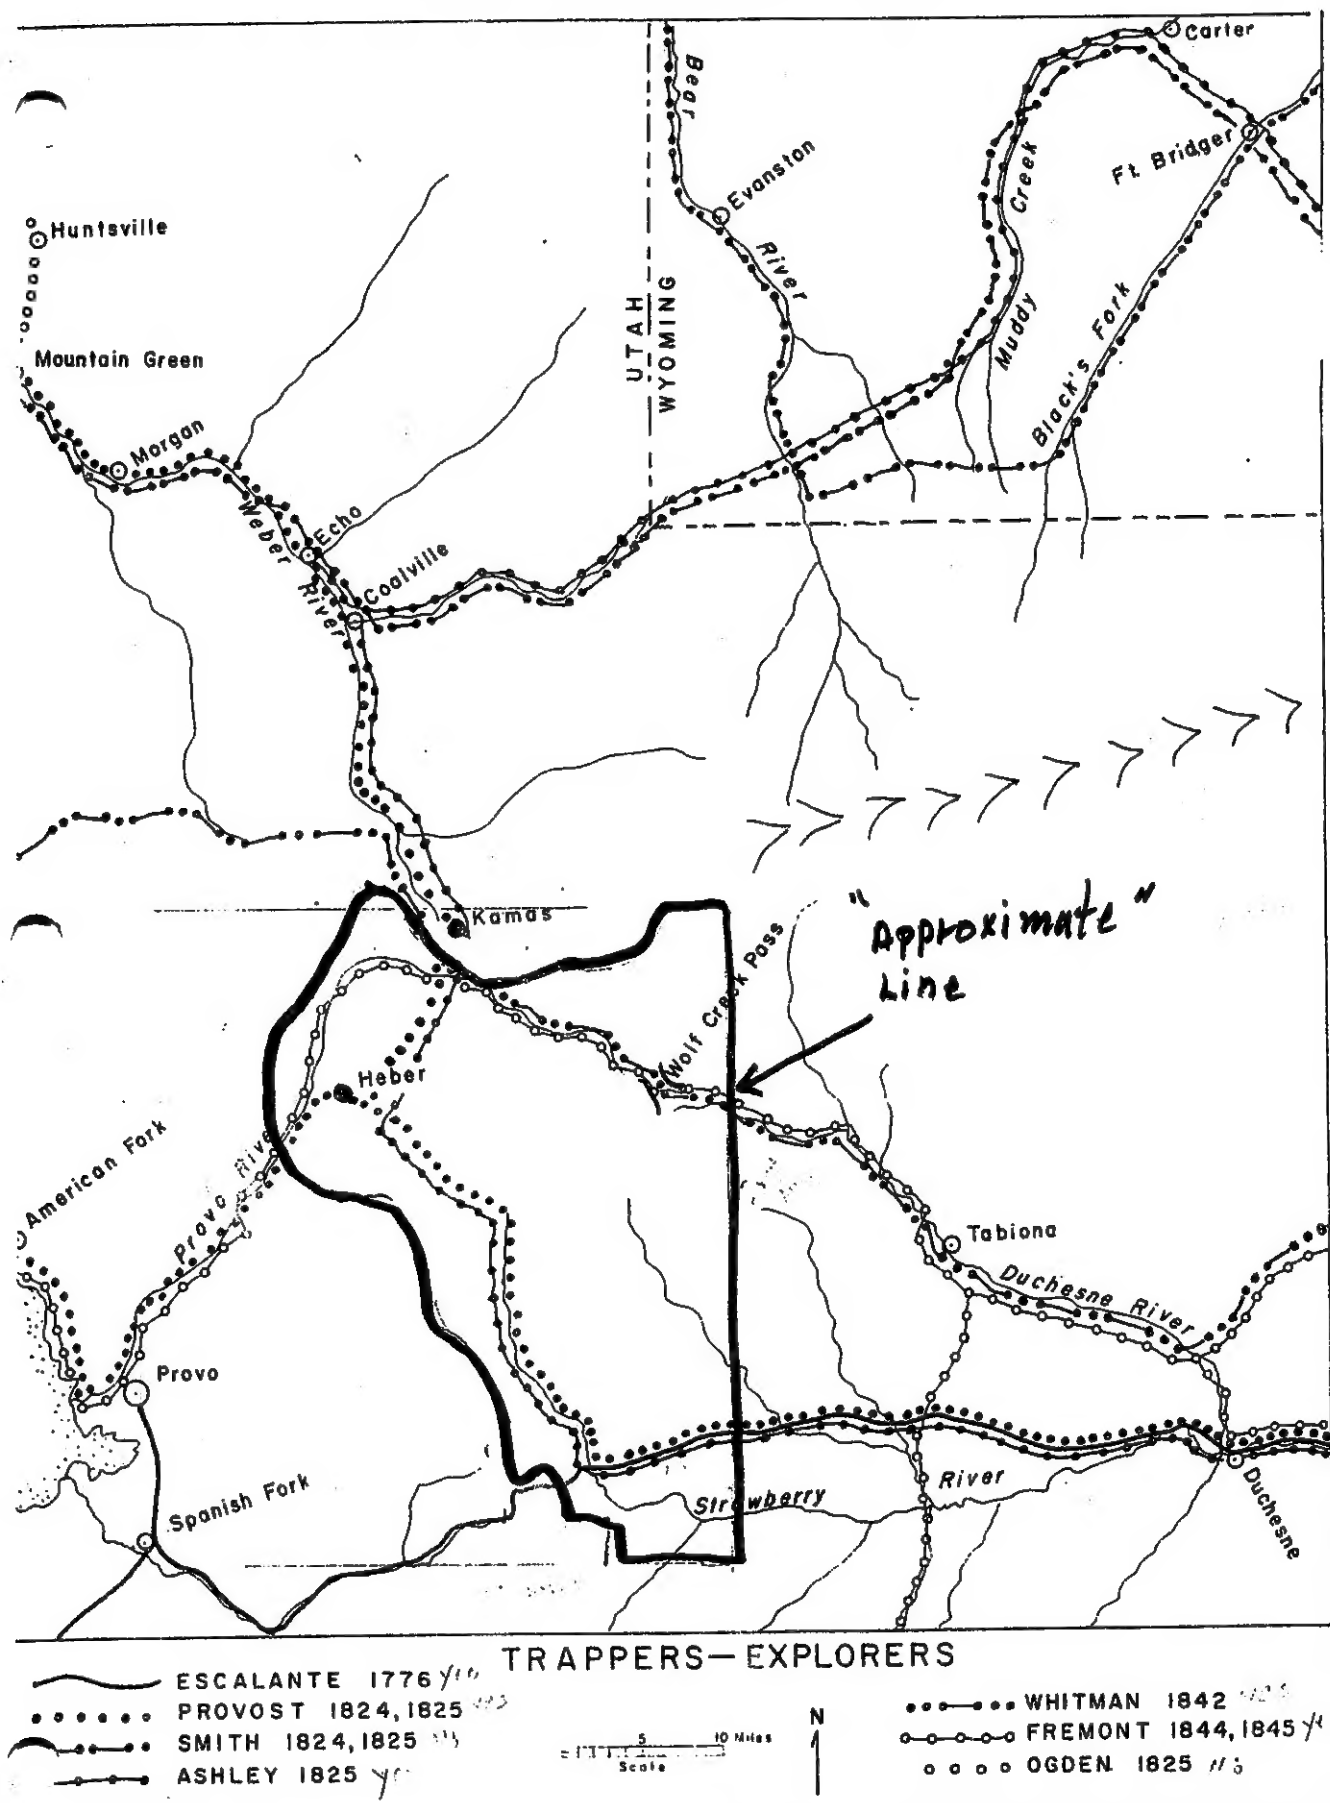 Carter
Bear
Ft. Bridger
Evanston
Creek
Huntsville
River
UTAH
WYOMING
Muddy
Black's Fork
Mountain Green
Morgan
Echo
Weber
River
Coalville
Kamas
"Approximate"
Line
Wolf Creek Pass
Heber
American Fork
Provo River
Tabiona
Duchesne River
Provo
Strawberry River
Duchesne
Spanish Fork
TRAPPERS—EXPLORERS
ESCALANTE 1776 yes
PROVOST 1824, 1825
SMITH 1824, 1825
ASHLEY 1825
5 10 Miles
Scale
N
WHITMAN 1842
FREMONT 1844, 1845
OGDEN 1825